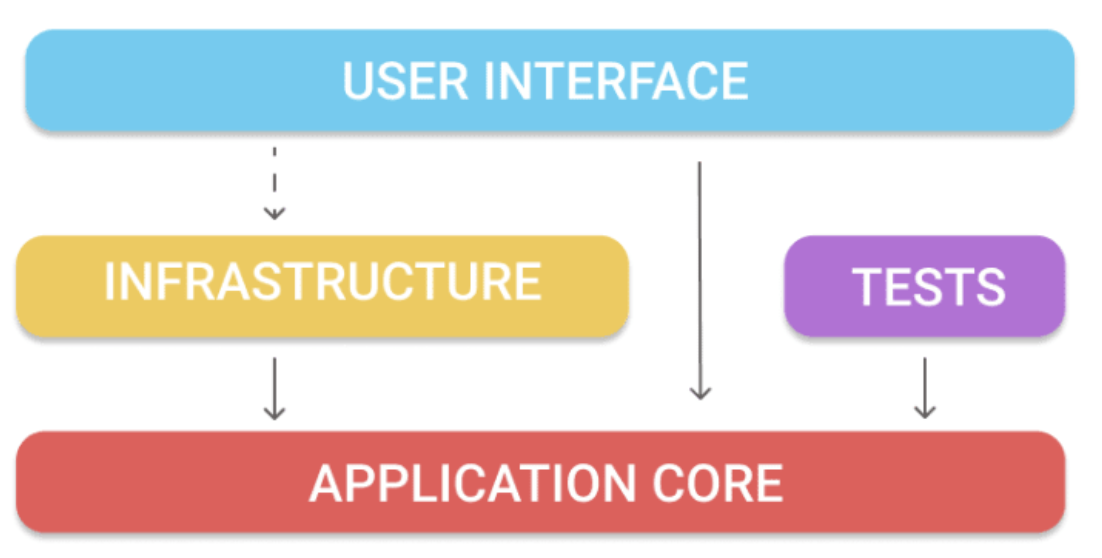 USER INTERFACE
INFRASTRUCTURE
TESTS
APPLICATION CORE